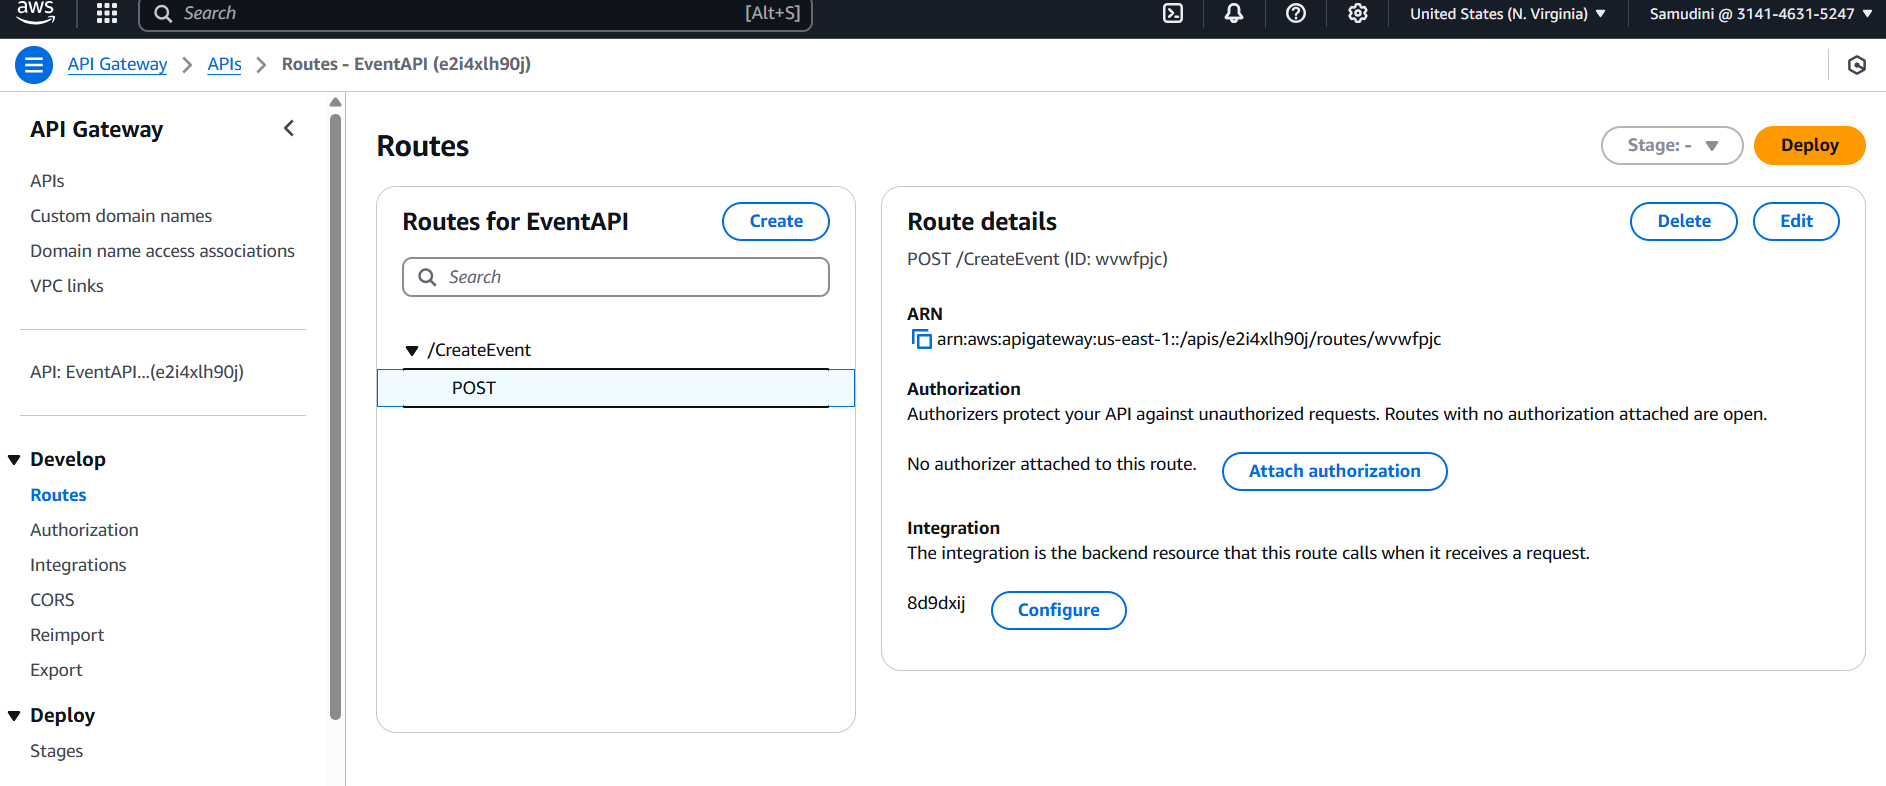 aws
Search [Alt+S]
United States (N. Virginia)
Samudini @ 3141-4631-5247
API Gateway
APIs
Routes - EventAPI (e2i4xlh90j)
API Gateway
APIs
Custom domain names
Domain name access associations
VPC links
API: EventAPI...(e2i4xlh90j)
Develop
Routes
Authorization
Integrations
CORS
Reimport
Export
Deploy
Stages
Routes
Stage: -
Deploy
Routes for EventAPI
Create
Search
/CreateEvent
POST
Route details
Delete
Edit
POST /CreateEvent (ID: wvwfpjc)
ARN
arn:aws:apigateway:us-east-1::/apis/e2i4xlh90j/routes/wvwfpjc
Authorization
Authorizers protect your API against unauthorized requests. Routes with no authorization attached are open.
No authorizer attached to this route.
Attach authorization
Integration
The integration is the backend resource that this route calls when it receives a request.
8d9dxij
Configure